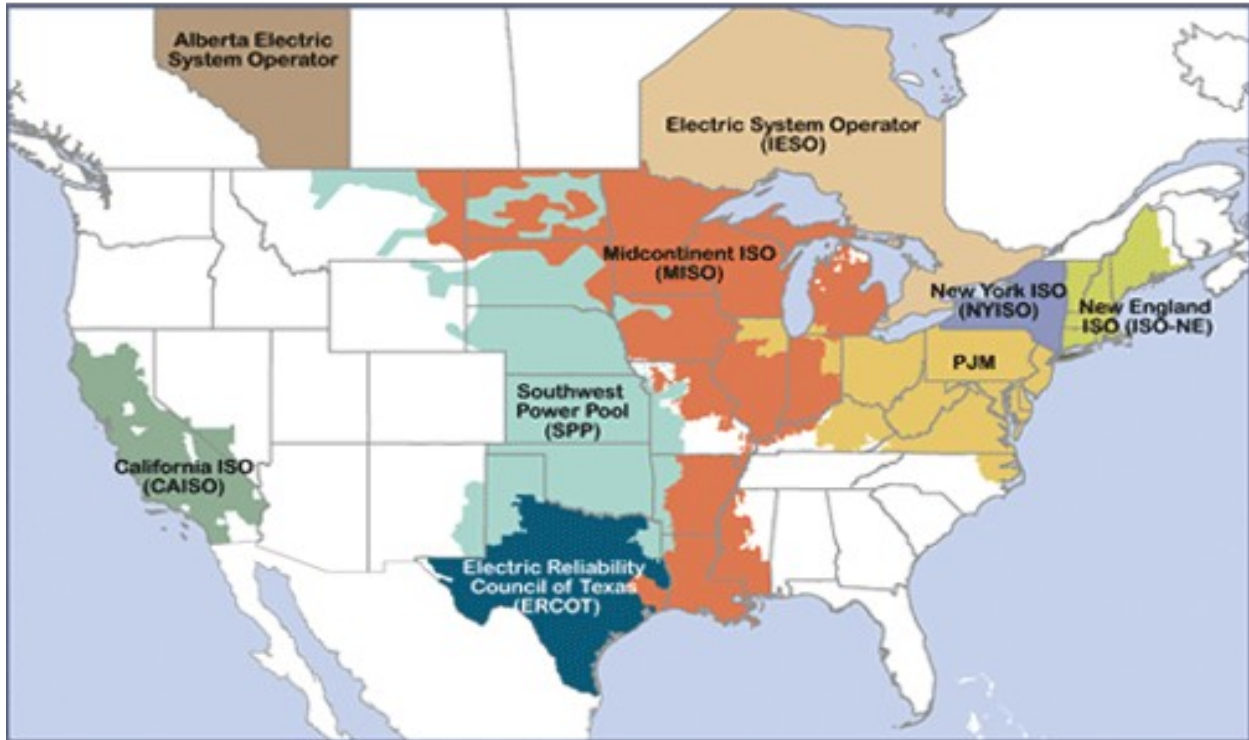 Alberta Electric
System Operator
Electric System Operator
(IESO)
Midcontinent ISO
(MISO)
New York ISO
(NYISO)
New England
ISO (ISO-NE)
PJM
Southwest
Power Pool
(SPP)
California ISO
(CAISO)
Electric Reliability
Council of Texas
(ERCOT)